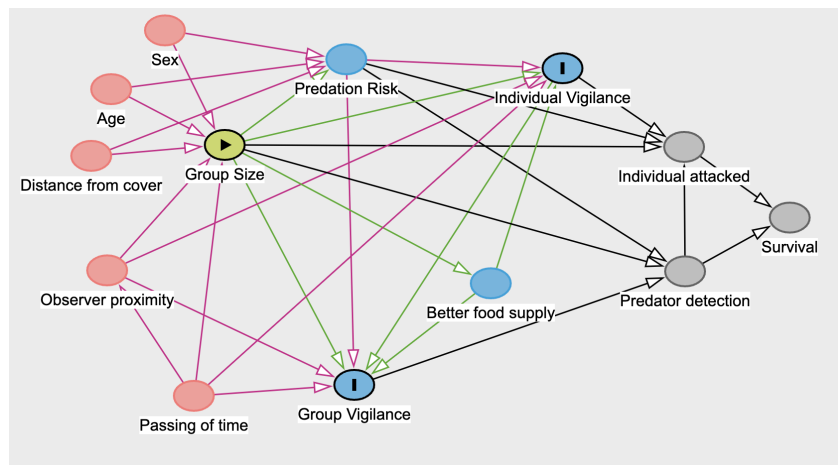 Sex
Predation Risk
Individual Vigilance
Age
Distance from cover
Group Size
Individual attacked
Survival
Observer proximity
Better food supply
Predator detection
Passing of time
Group Vigilance